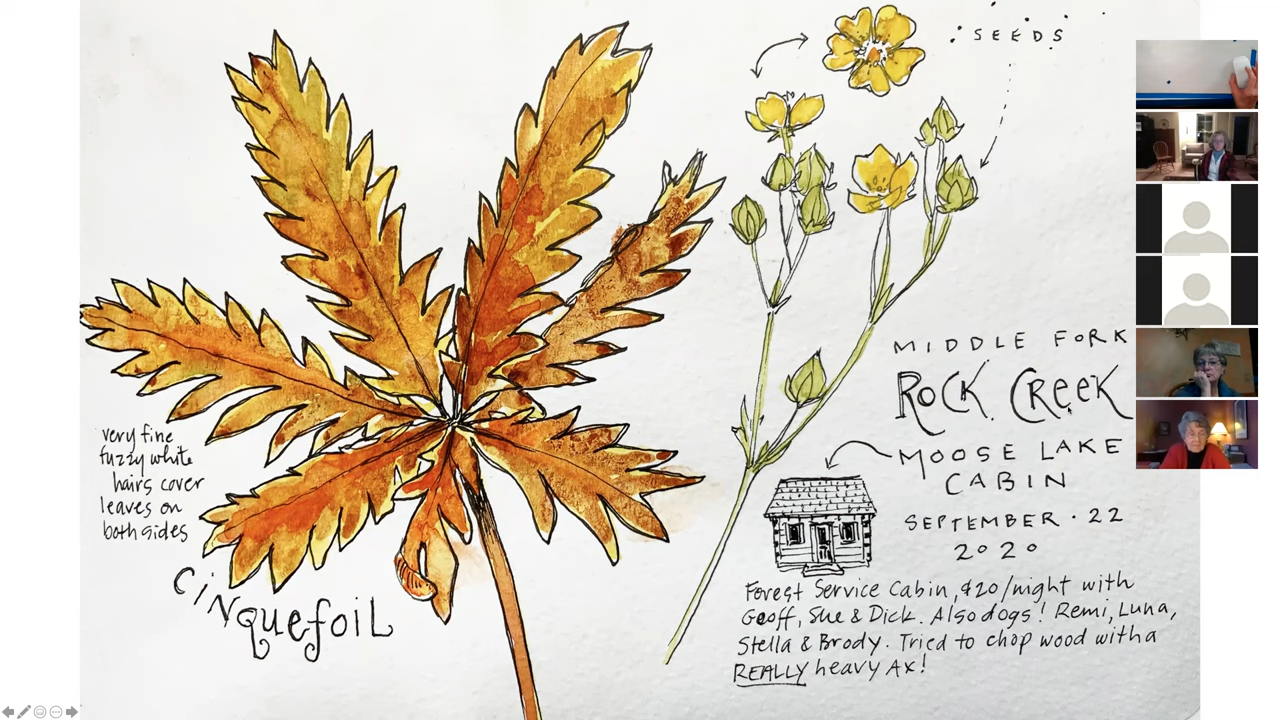 SEEDS
MIDDLE FORK
ROCK CREEK
MOOSE LAKE
CABIN
SEPTEMBER · 22
2020
very fine
fuzzy white
hairs cover
leaves on
both sides
CINQUEFOIL
Forest Service Cabin, $20/night with
Geoff, Sue & Dick. Also dogs! Remi, Luna,
Stella & Brody. Tried to chop wood with a
REALLY heavy Ax!